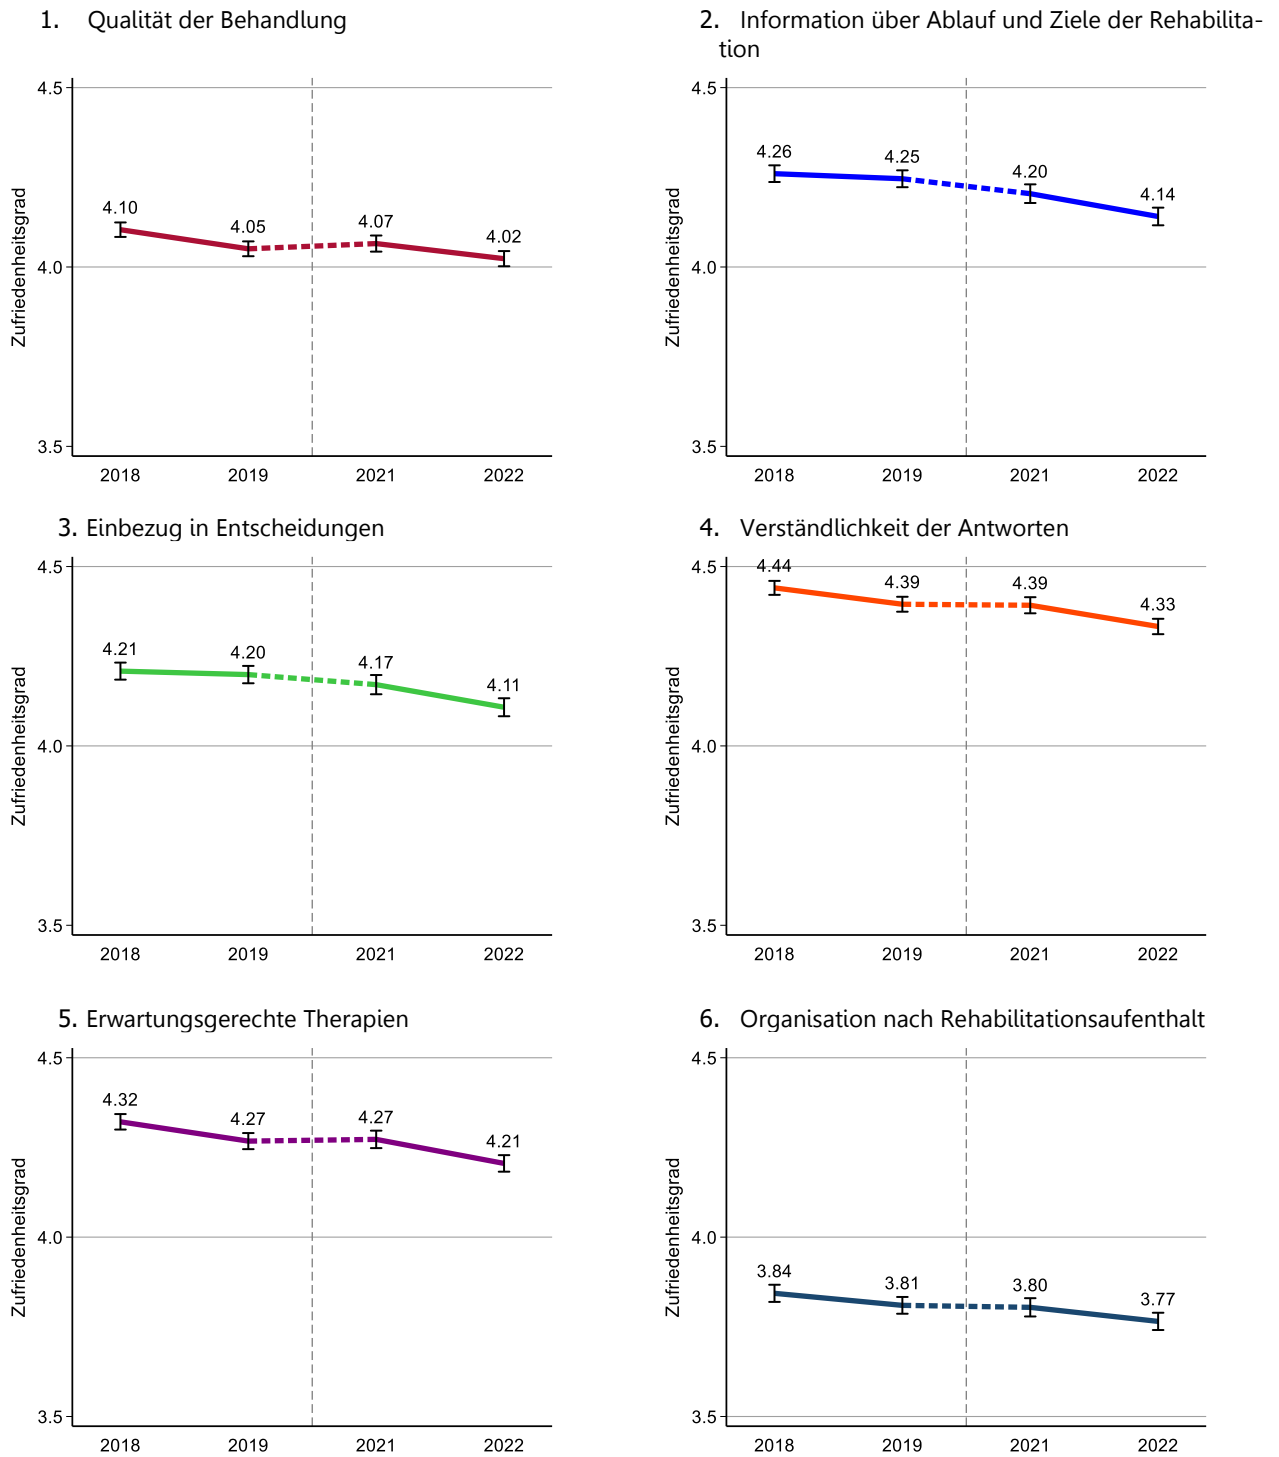 1. Qualität der Behandlung
4.5
4.0
3.5
Zufriedenheitsgrad
4.10
4.05
4.07
4.02
2018 2019 2021 2022
2. Information über Ablauf und Ziele der Rehabilita-
tion
4.5
4.0
3.5
Zufriedenheitsgrad
4.26
4.25
4.20
4.14
2018 2019 2021 2022
3. Einbezug in Entscheidungen
4.5
4.0
3.5
Zufriedenheitsgrad
4.21
4.20
4.17
4.11
2018 2019 2021 2022
4. Verständlichkeit der Antworten
4.5
4.0
3.5
Zufriedenheitsgrad
4.44
4.39
4.39
4.33
2018 2019 2021 2022
5. Erwartungsgerechte Therapien
4.5
4.0
3.5
Zufriedenheitsgrad
4.32
4.27
4.27
4.21
2018 2019 2021 2022
6. Organisation nach Rehabilitationsaufenthalt
4.5
4.0
3.5
Zufriedenheitsgrad
3.84
3.81
3.80
3.77
2018 2019 2021 2022